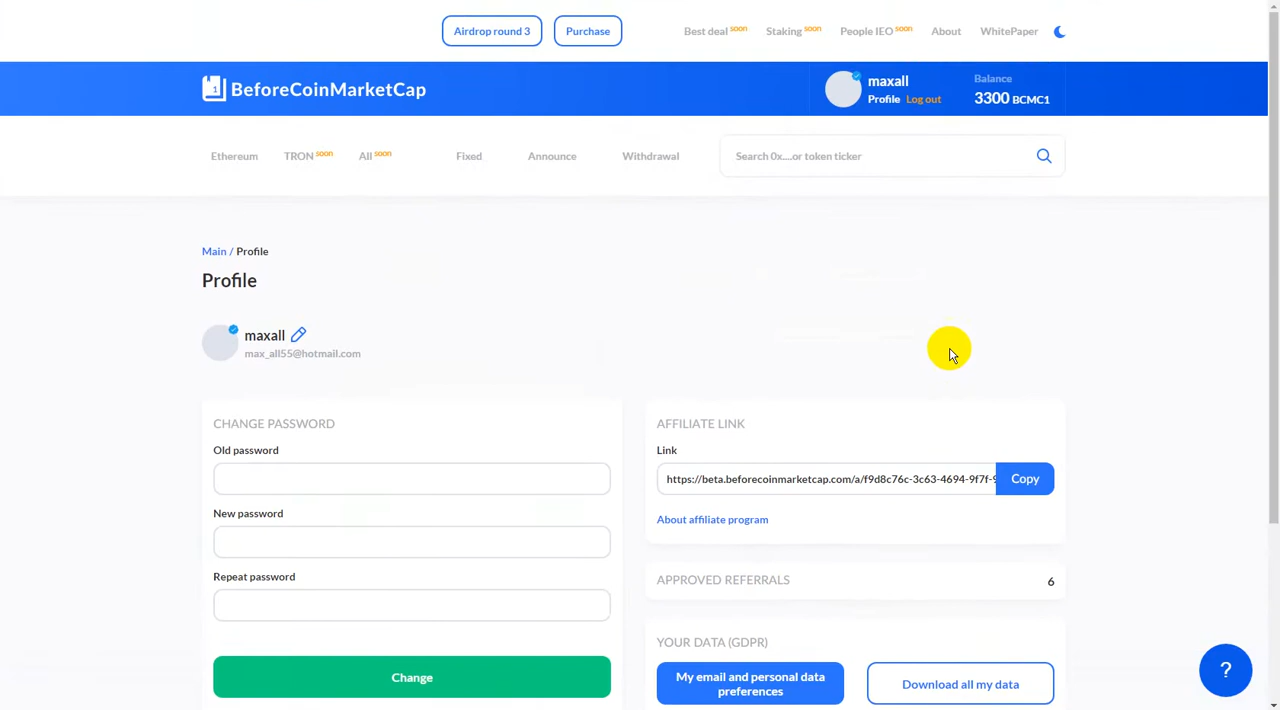 Airdrop round 3 Purchase Best deal soon Staking soon People IEO soon About WhitePaper
1 BeforeCoinMarketCap
maxall
Profile Log out
Balance
3300 BCMC1
Ethereum TRON soon All soon Fixed Announce Withdrawal Search 0x....or token ticker
Main / Profile
Profile
maxall
max_all55@hotmail.com
CHANGE PASSWORD
Old password
New password
Repeat password
Change
AFFILIATE LINK
Link
https://beta.beforecoinmarketcap.com/a/f9d8c76c-3c63-4694-9f7f-9 Copy
About affiliate program
APPROVED REFERRALS 6
YOUR DATA (GDPR)
My email and personal data
preferences
Download all my data
?